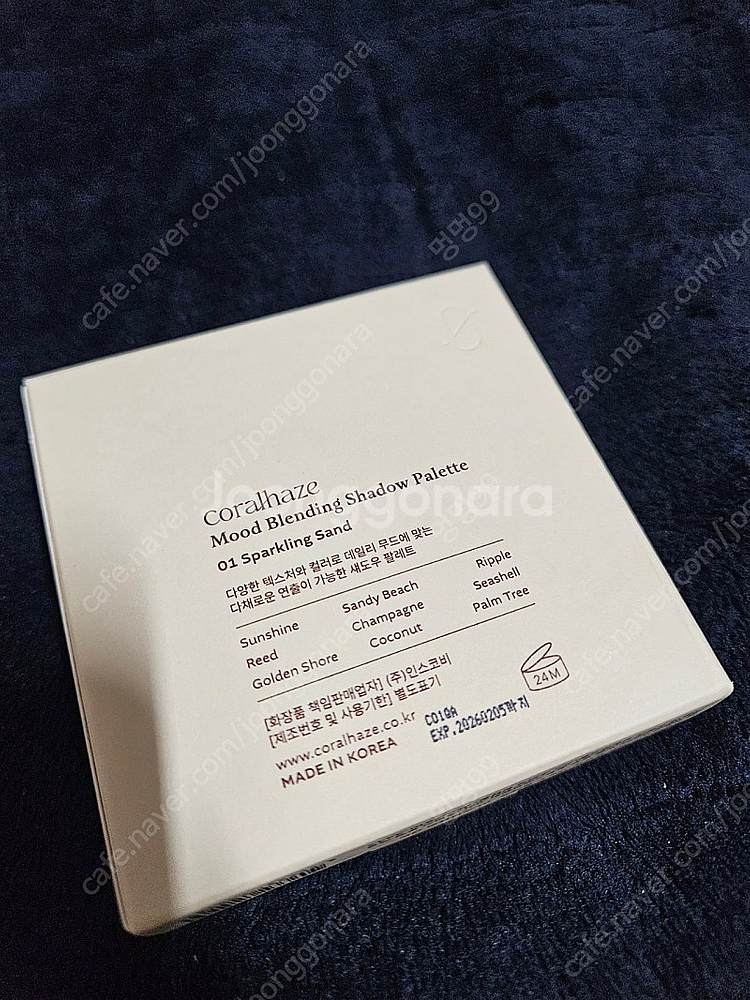 coralhaze
Mood Blending Shadow Palette
01 Sparkling Sand
다양한 텍스처와 컬러로 데일리 무드에 맞는
다채로운 연출이 가능한 섀도우 팔레트
Sunshine Sandy Beach Ripple
Reed Champagne Seashell
Golden Shore Coconut Palm Tree
[화장품 책임판매업자] (주)인스코비
[제조번호 및 사용기한] 별도표기
www.coralhaze.co.kr
MADE IN KOREA
C01GA
EXP.20260205까지
24M
joonggonara
cafe.naver.com/joonggonara
멍멍99